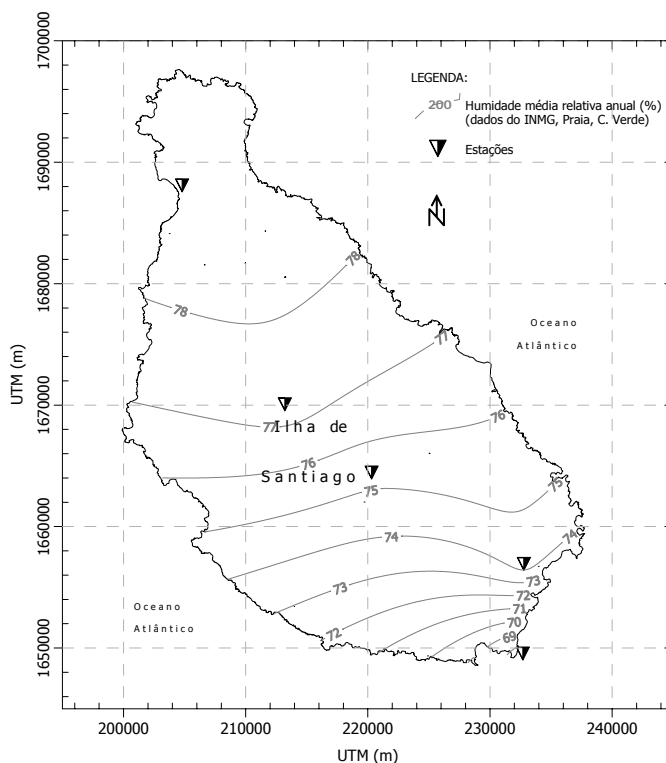 1700000
1690000
1680000
1670000
1660000
1650000
UTM (m)
LEGENDA:
200
Humidade média relativa anual (%)
(dados do INMG, Praia, C. Verde)
Estações
N
78
78
Oceano
Atlântico
77
77
Ilha de
76
76
Santiago
75
75
74
74
73
73
72
72
71
70
69
Oceano
Atlântico
200000 210000 220000 230000 240000
UTM (m)